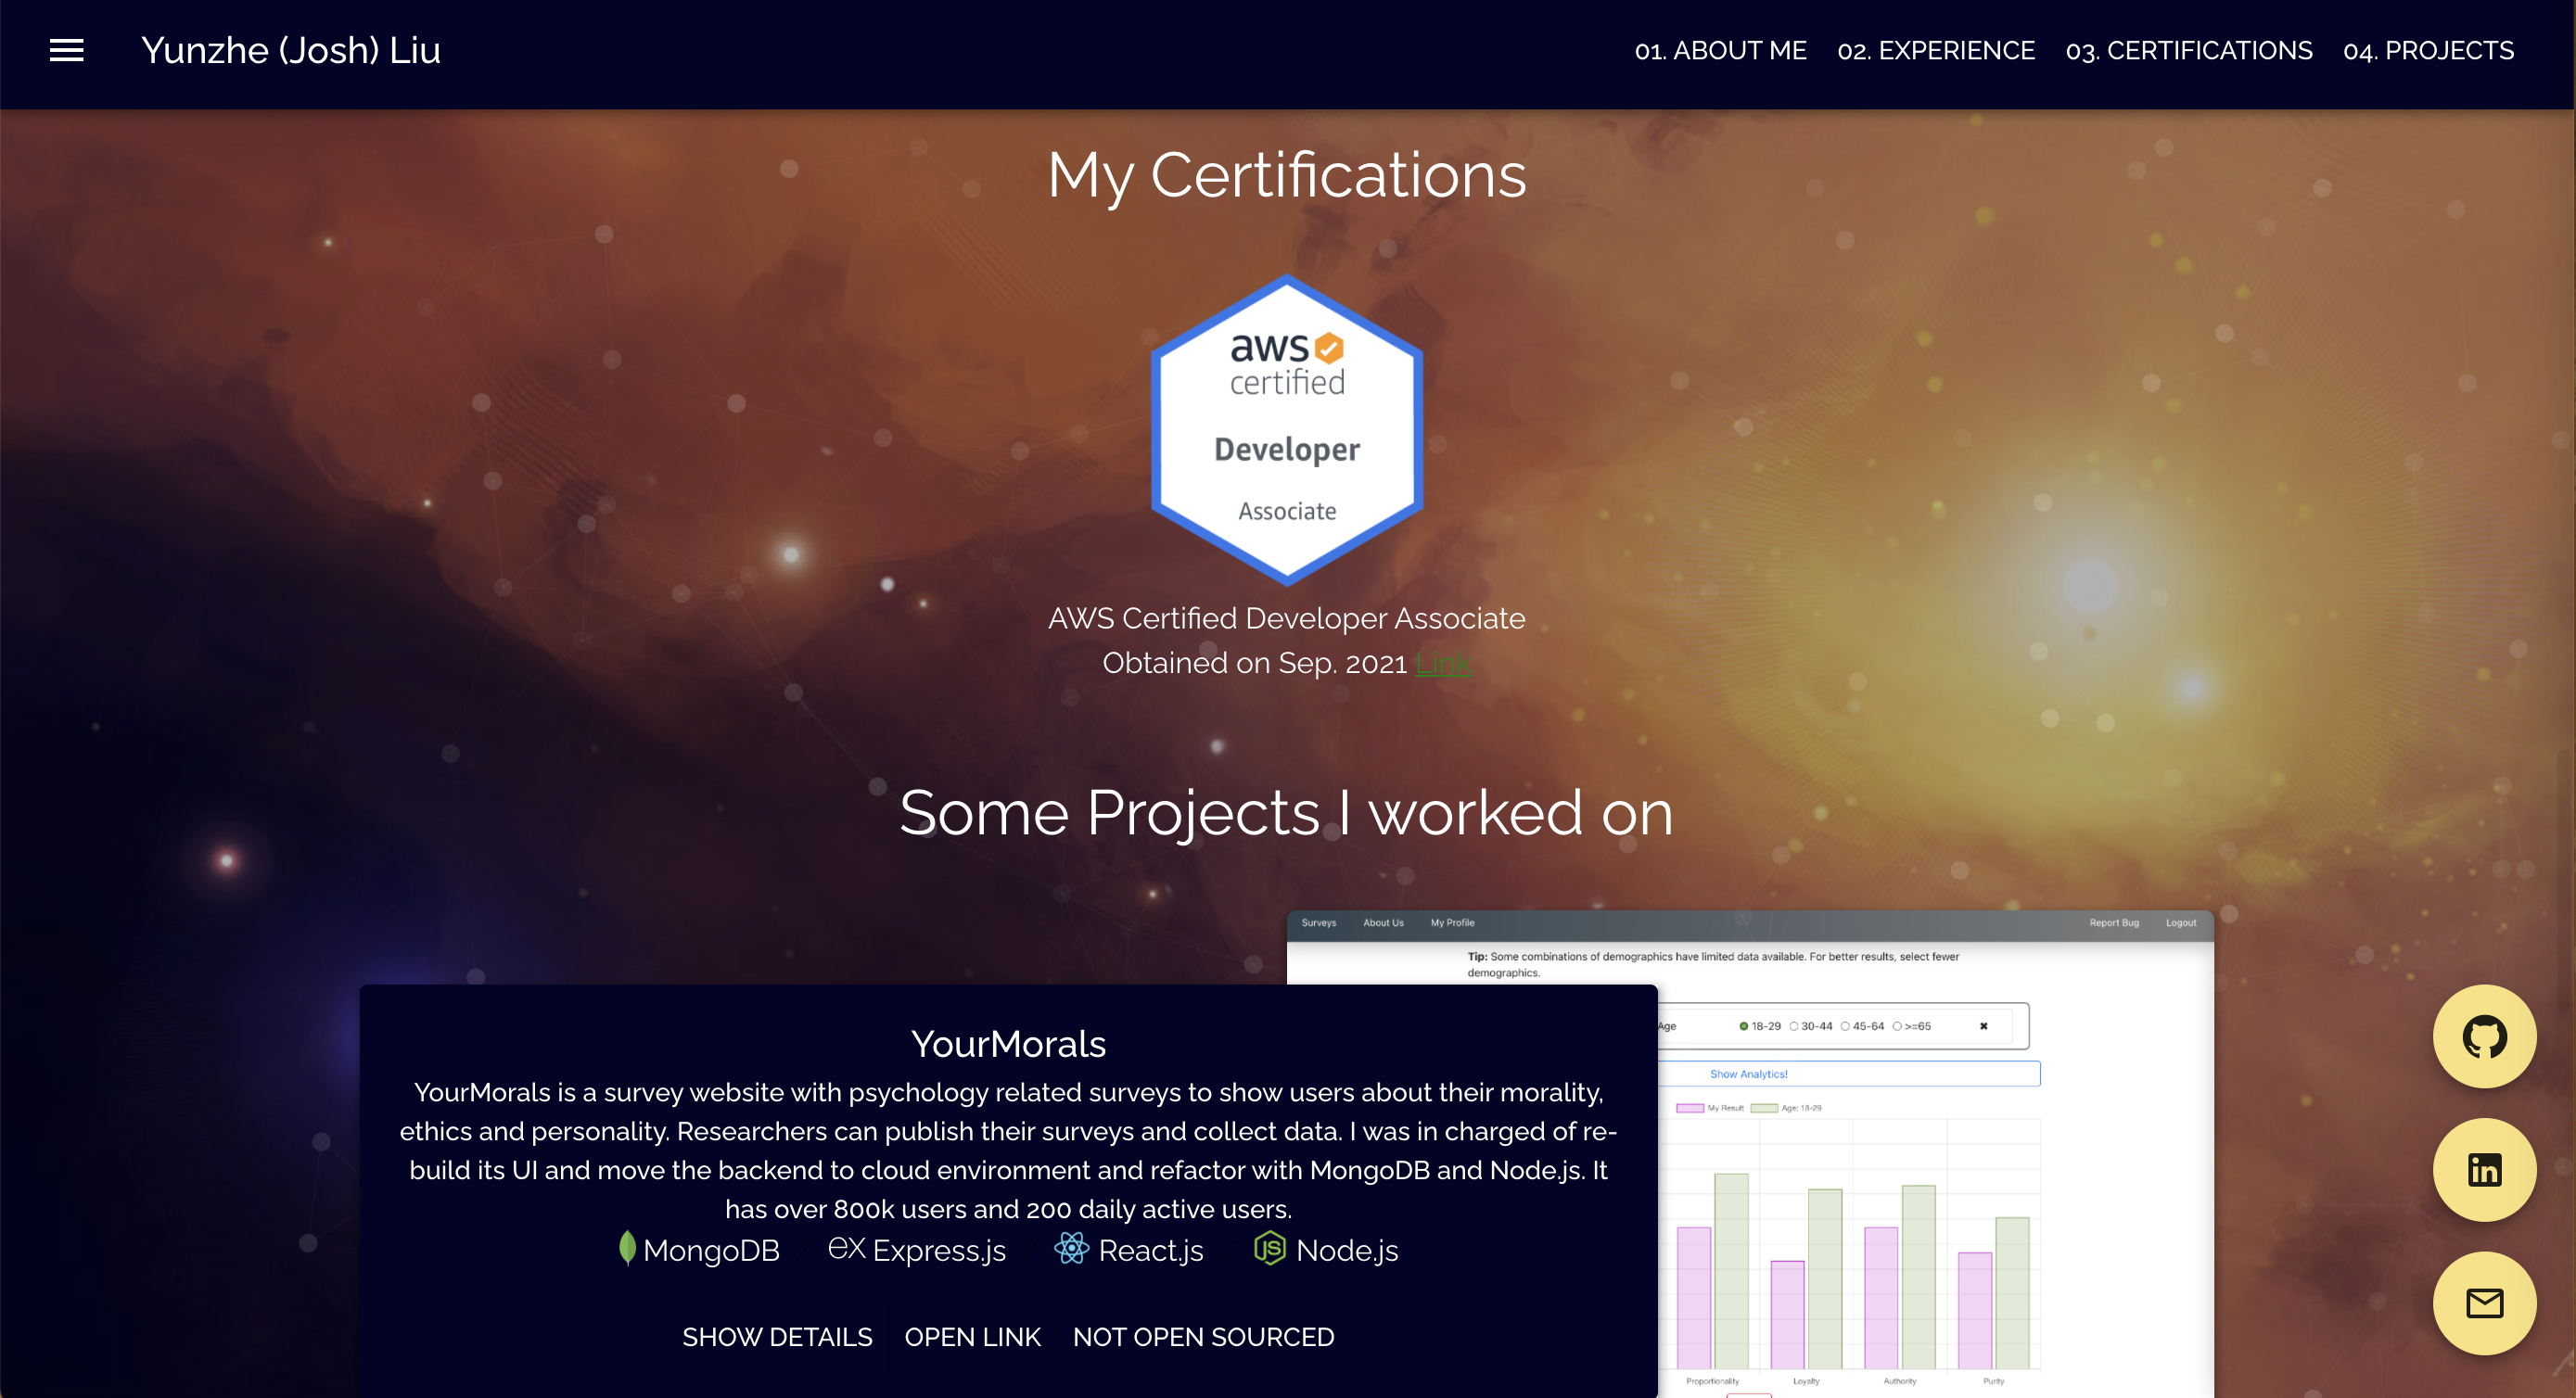 Yunzhe (Josh) Liu
01. ABOUT ME 02. EXPERIENCE 03. CERTIFICATIONS 04. PROJECTS
My Certifications
aws
certified
Developer
Associate
AWS Certified Developer Associate
Obtained on Sep. 2021 Link
Some Projects I worked on
Surveys About Us My Profile Report Bug Logout
Tip: Some combinations of demographics have limited data available. For better results, select fewer
demographics.
Age 18-29 30-44 45-64 >=65
Show Analytics!
My Result Age: 18-29
Proportionality Loyalty Authority Purity
YourMorals
YourMorals is a survey website with psychology related surveys to show users about their morality,
ethics and personality. Researchers can publish their surveys and collect data. I was in charged of re-
build its UI and move the backend to cloud environment and refactor with MongoDB and Node.js. It
has over 800k users and 200 daily active users.
MongoDB / ex Express.js / React.js / JS Node.js
SHOW DETAILS OPEN LINK NOT OPEN SOURCED
in